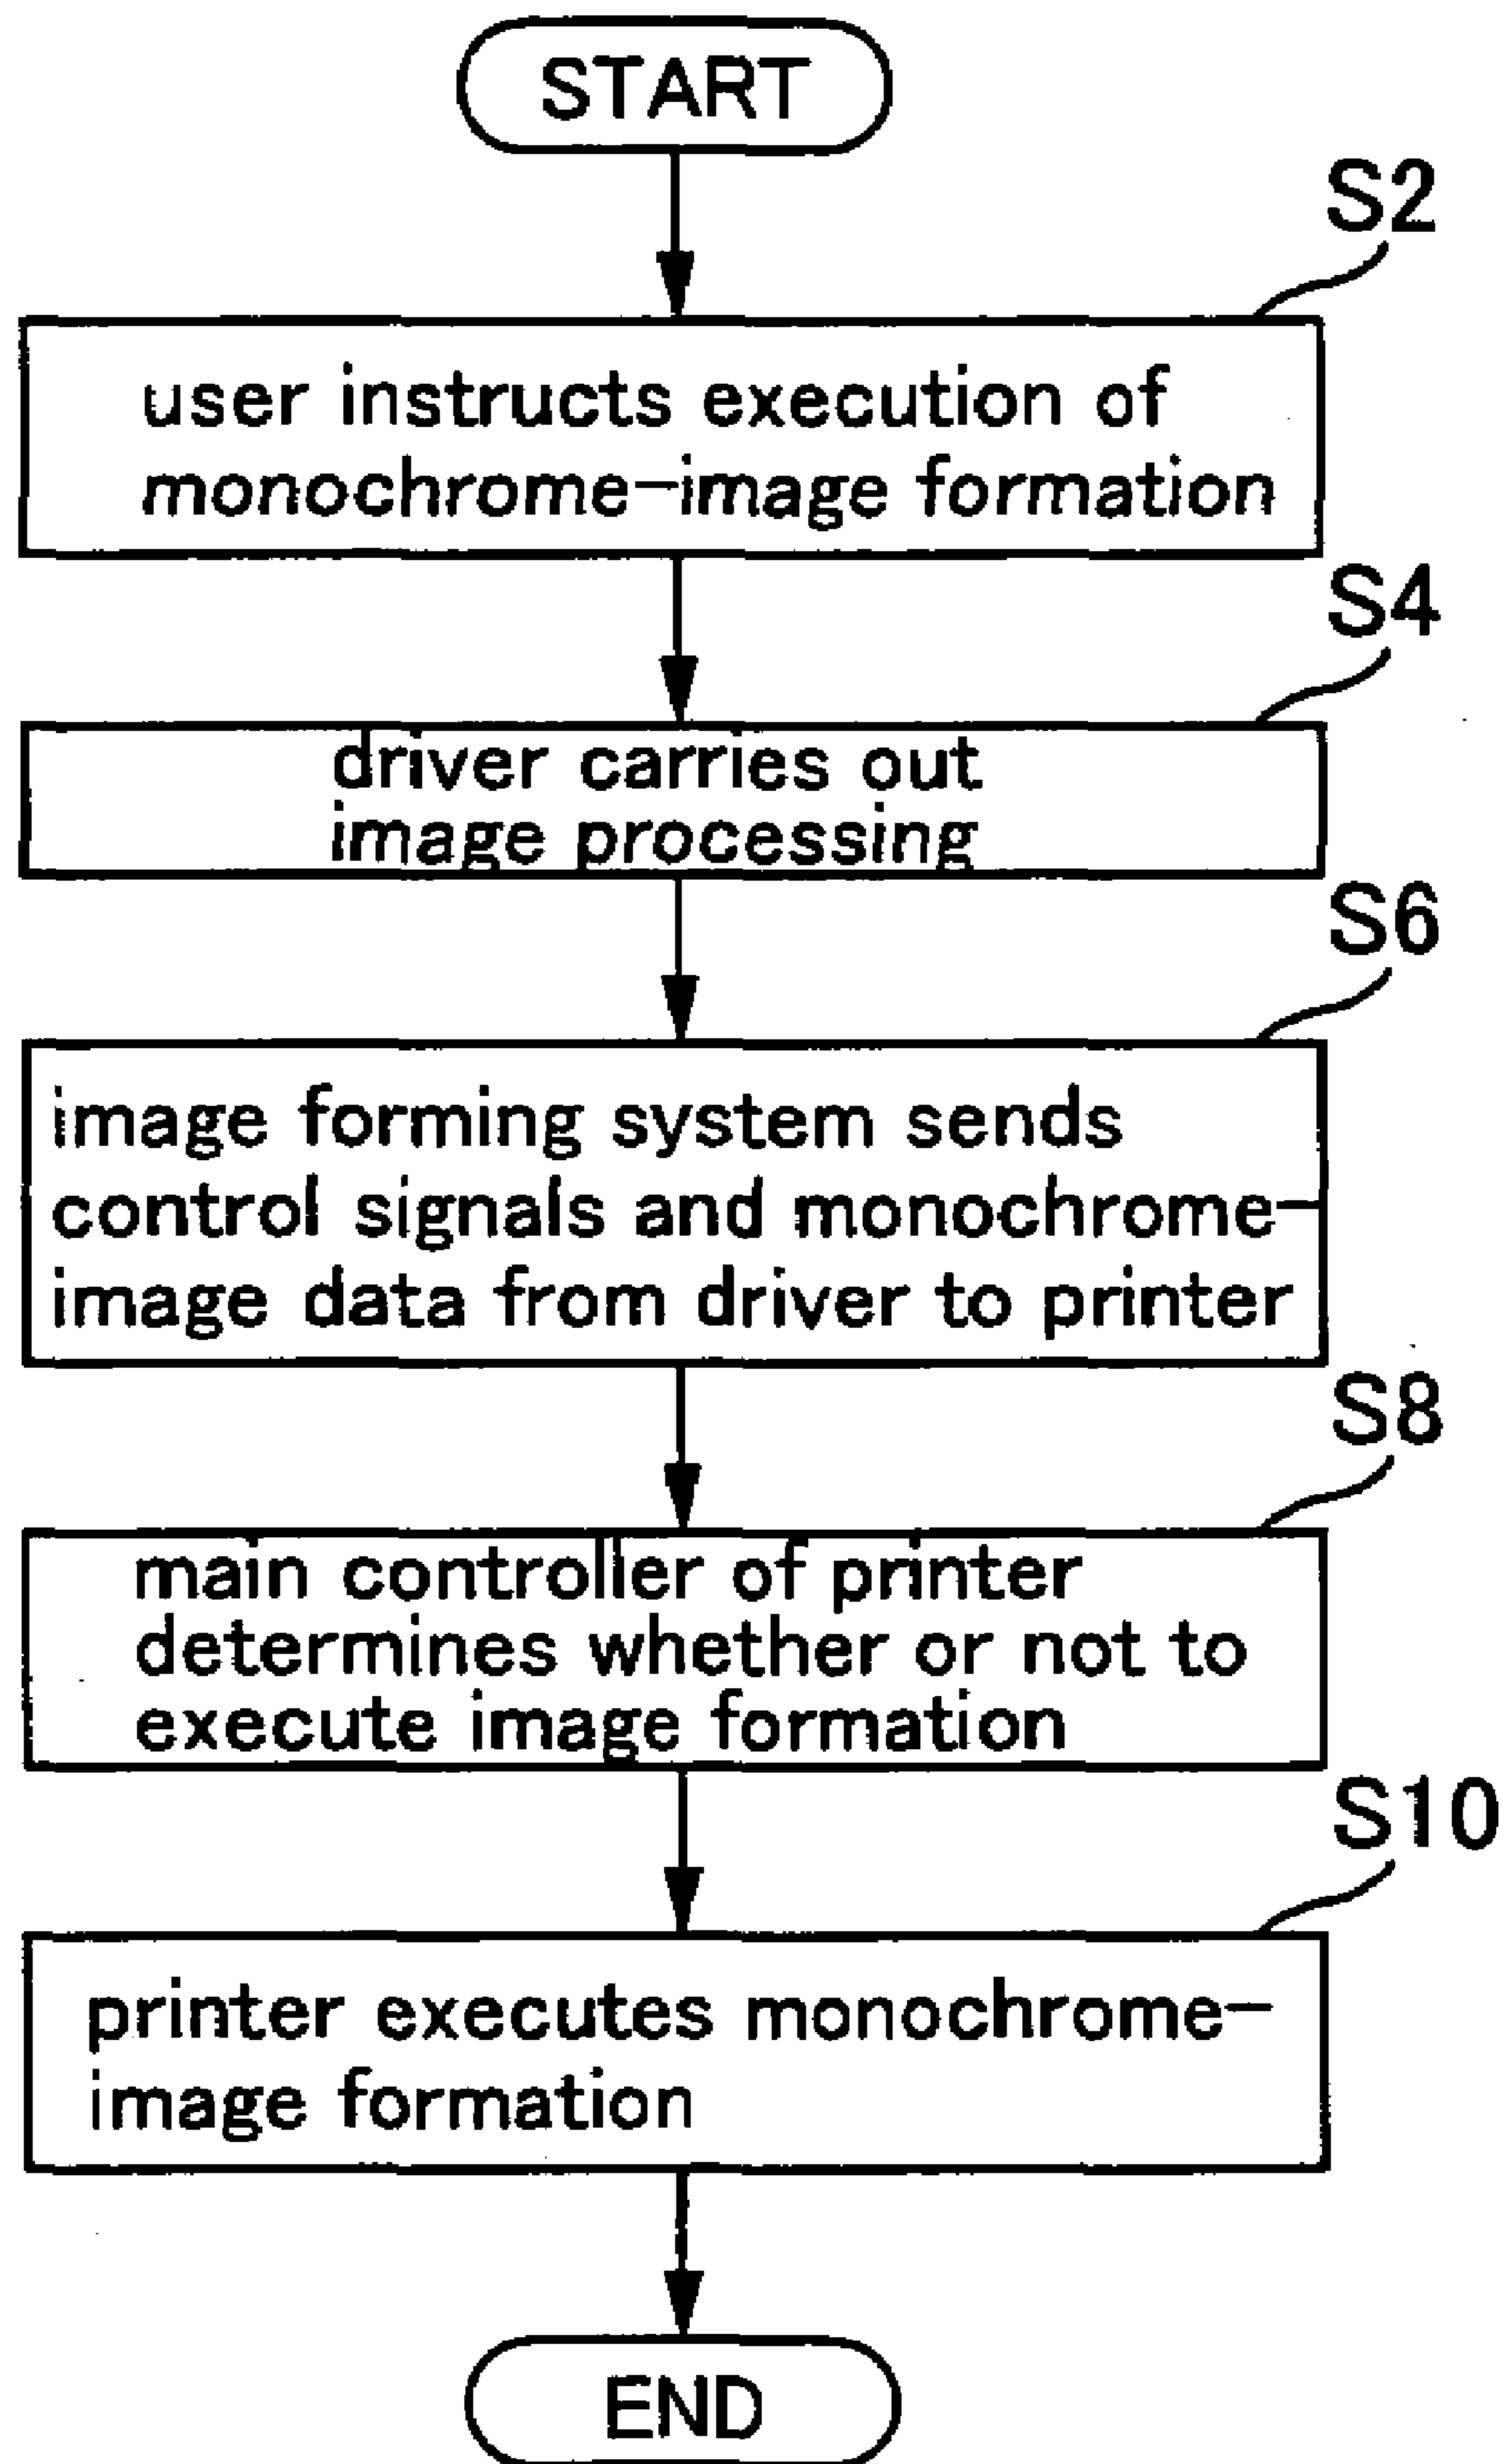 START
S2
user instructs execution of
monochrome-image formation
S4
driver carries out
image processing
S6
image forming system sends
control signals and monochrome-
image data from driver to printer
S8
main controller of printer
determines whether or not to
execute image formation
S10
printer executes monochrome-
image formation
END